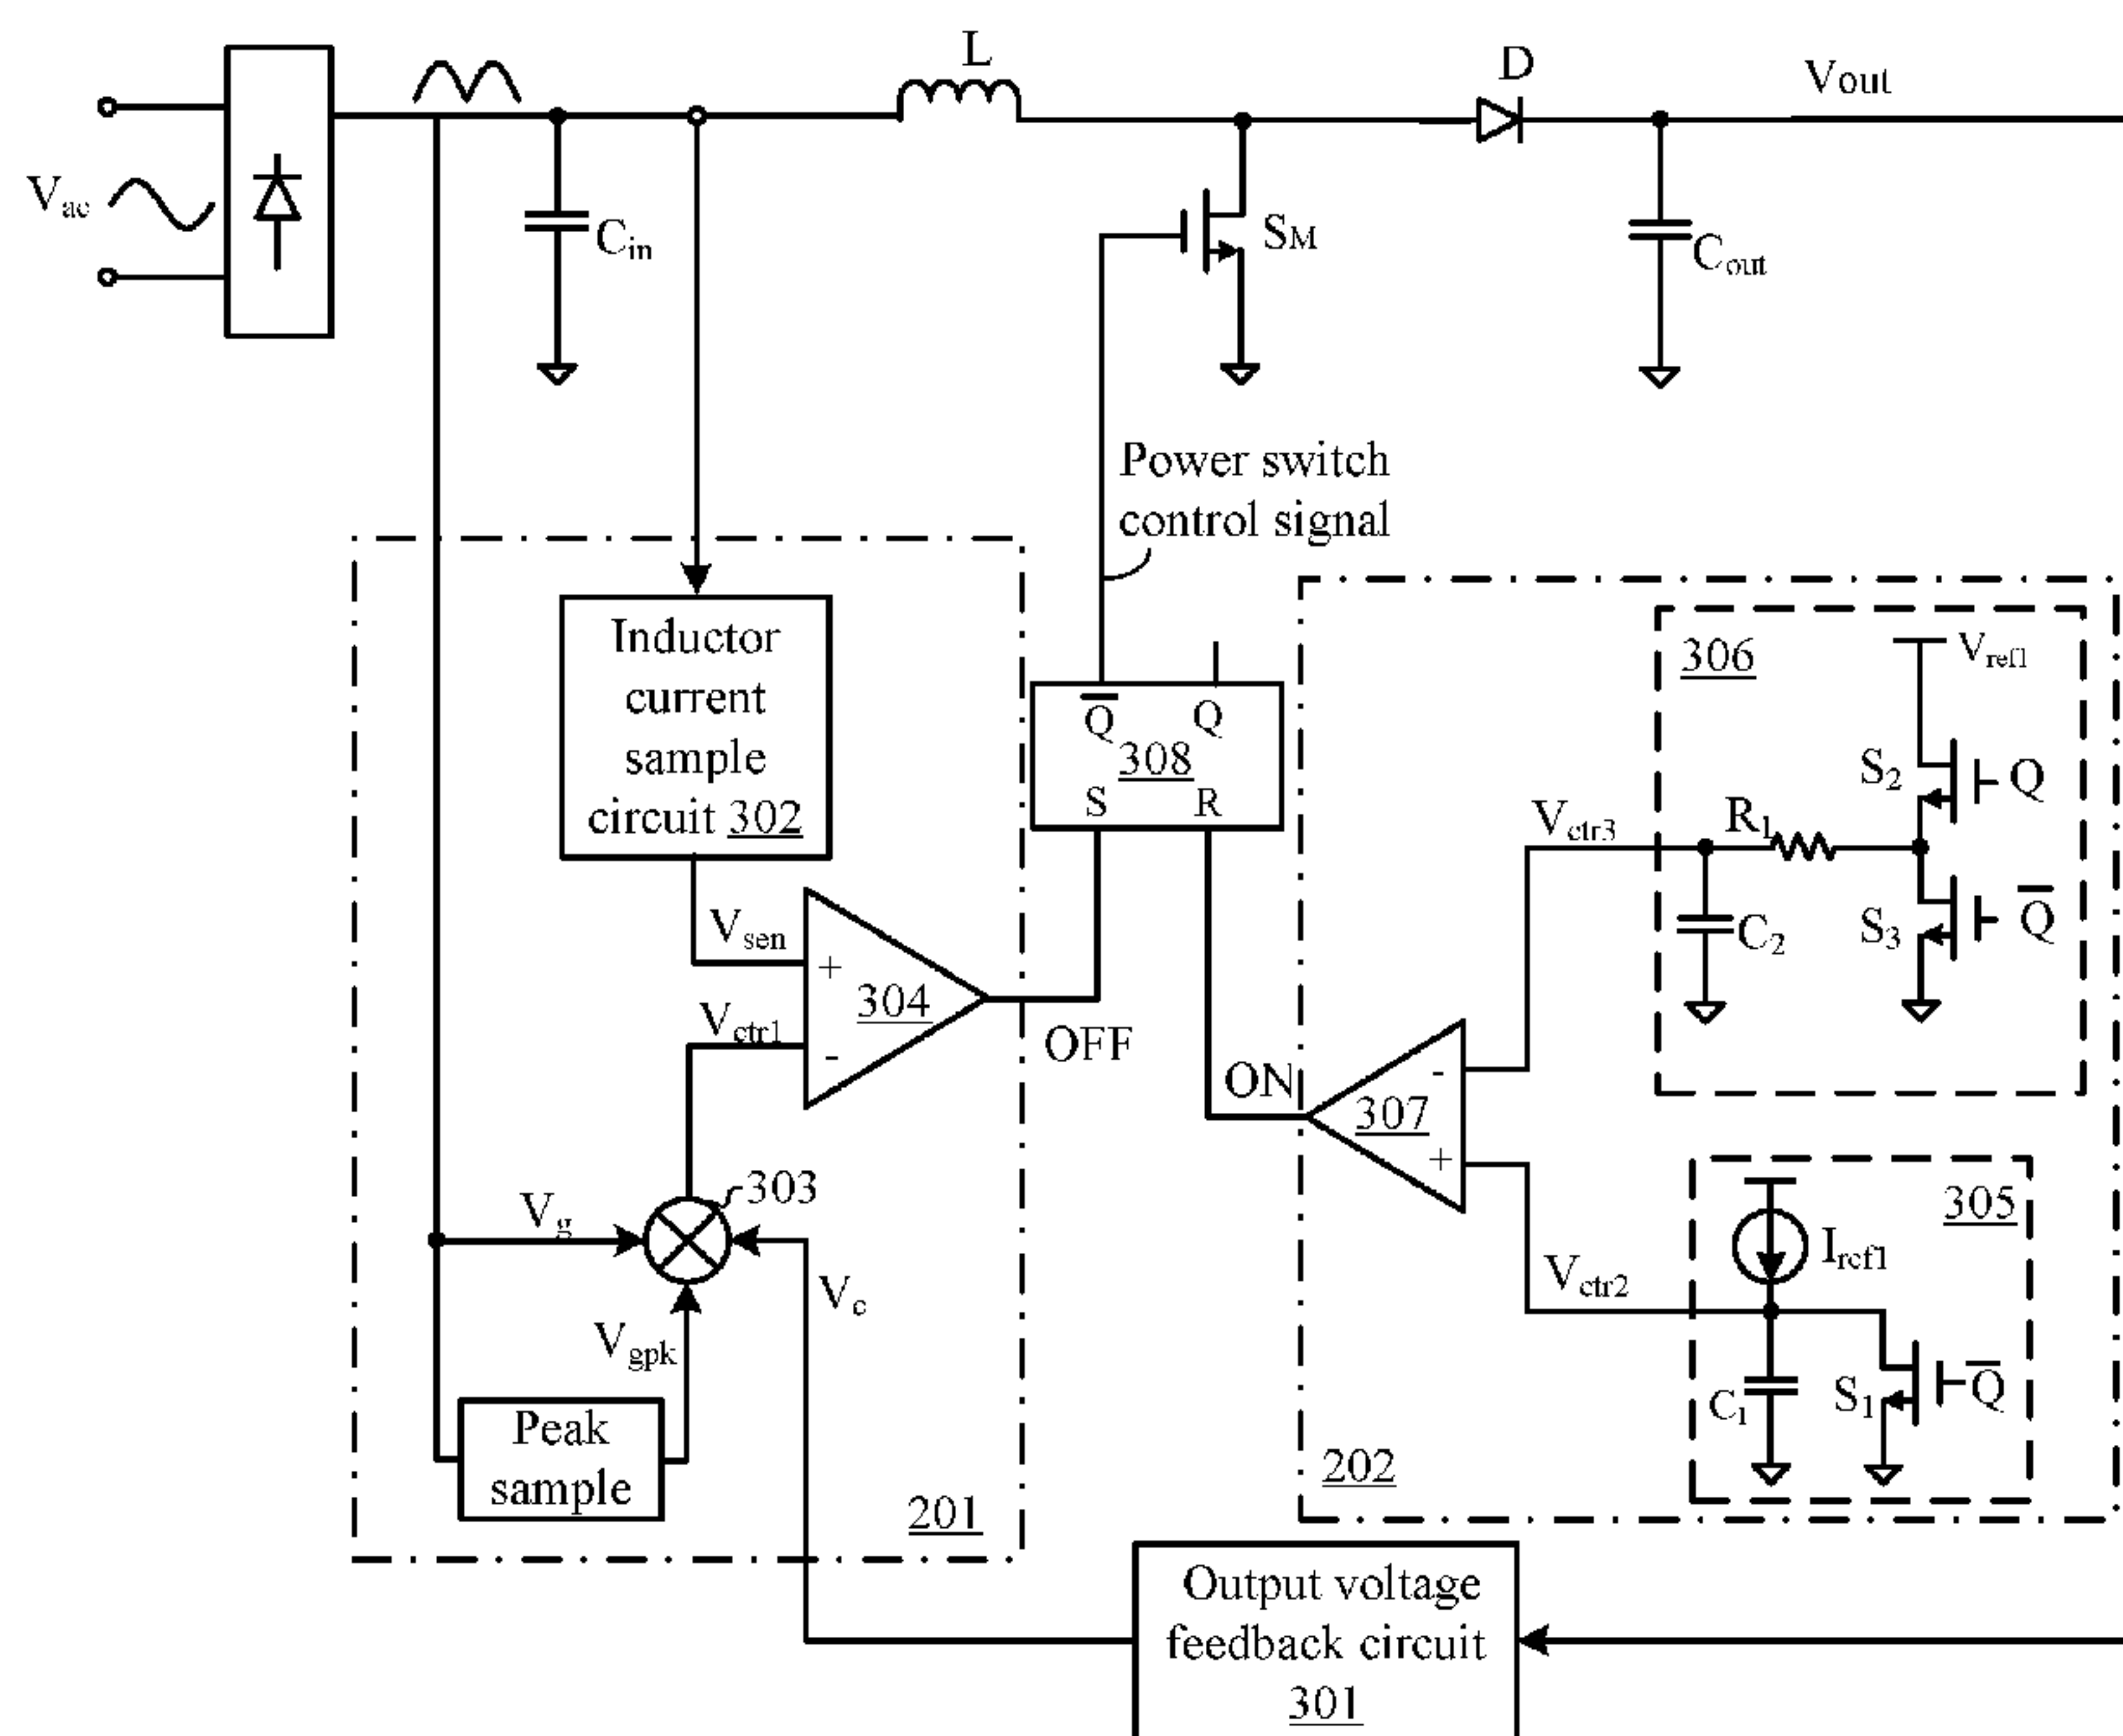 L
D
Vout
Vac
Cin
SM
Cout
Power switch
control signal
Inductor
current
sample
circuit 302
Q̅ Q
308
S R
306
Vref1
S2
Q
Vctr3
R1
C2
S3
Q̅
Vsen
+
304
Vctr1
-
OFF
ON
-
307
+
303
Vg
305
Iref1
Vc
Vctr2
Vgpk
C1
S1
Q̅
Peak
sample
201
202
Output voltage
feedback circuit
301